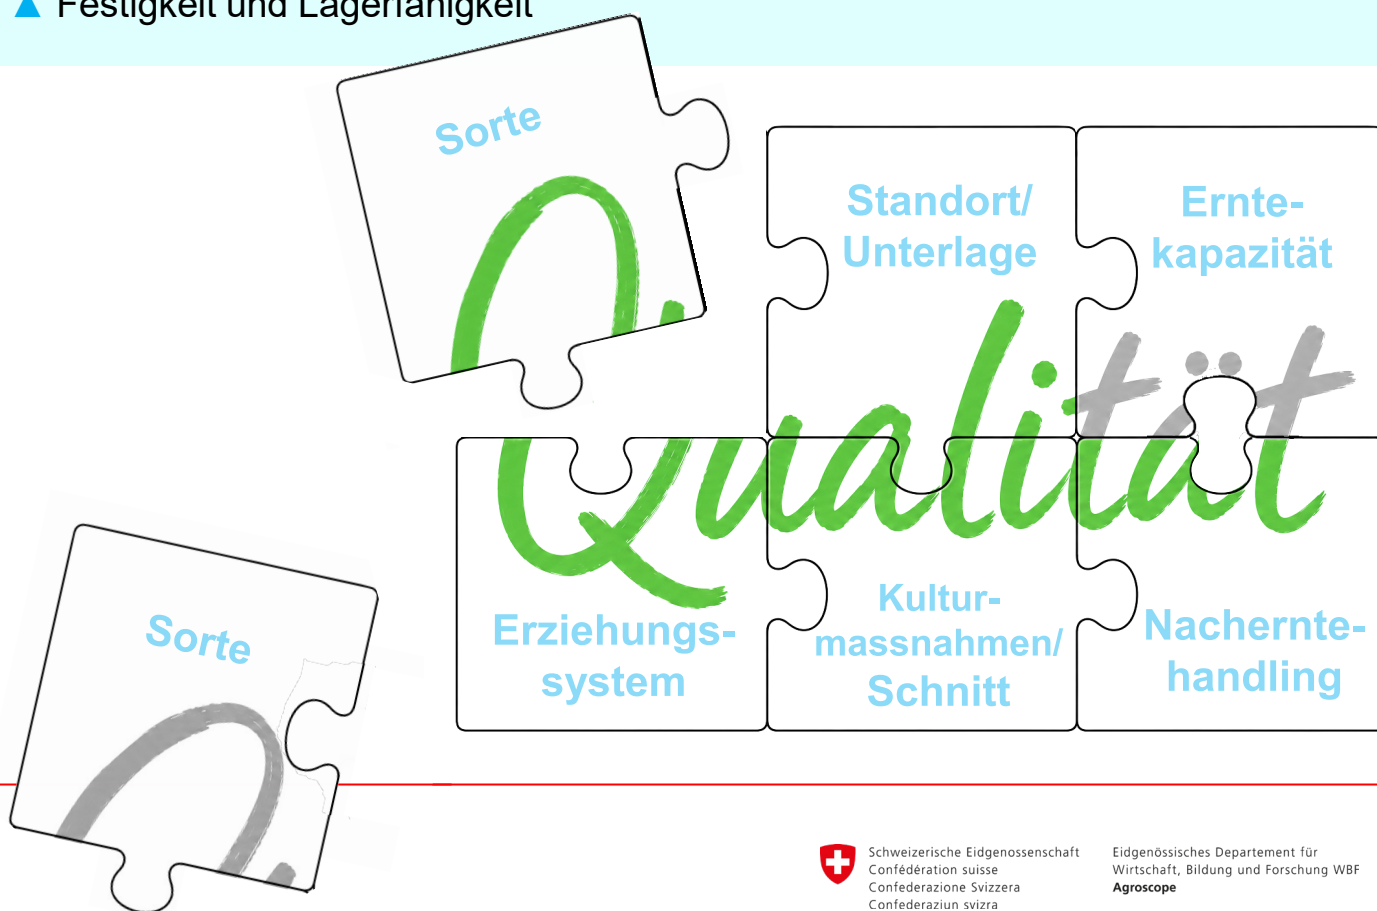 ▲ Festigkeit und Lagerfähigkeit
Sorte
Standort/
Unterlage
Ernte-
kapazität
Qualität
Erziehungs-
system
Kultur-
massnahmen/
Schnitt
Nachernte-
handling
Sorte
Schweizerische Eidgenossenschaft
Confédération suisse
Confederazione Svizzera
Confederaziun svizra
Eidgenössisches Departement für
Wirtschaft, Bildung und Forschung WBF
Agroscope